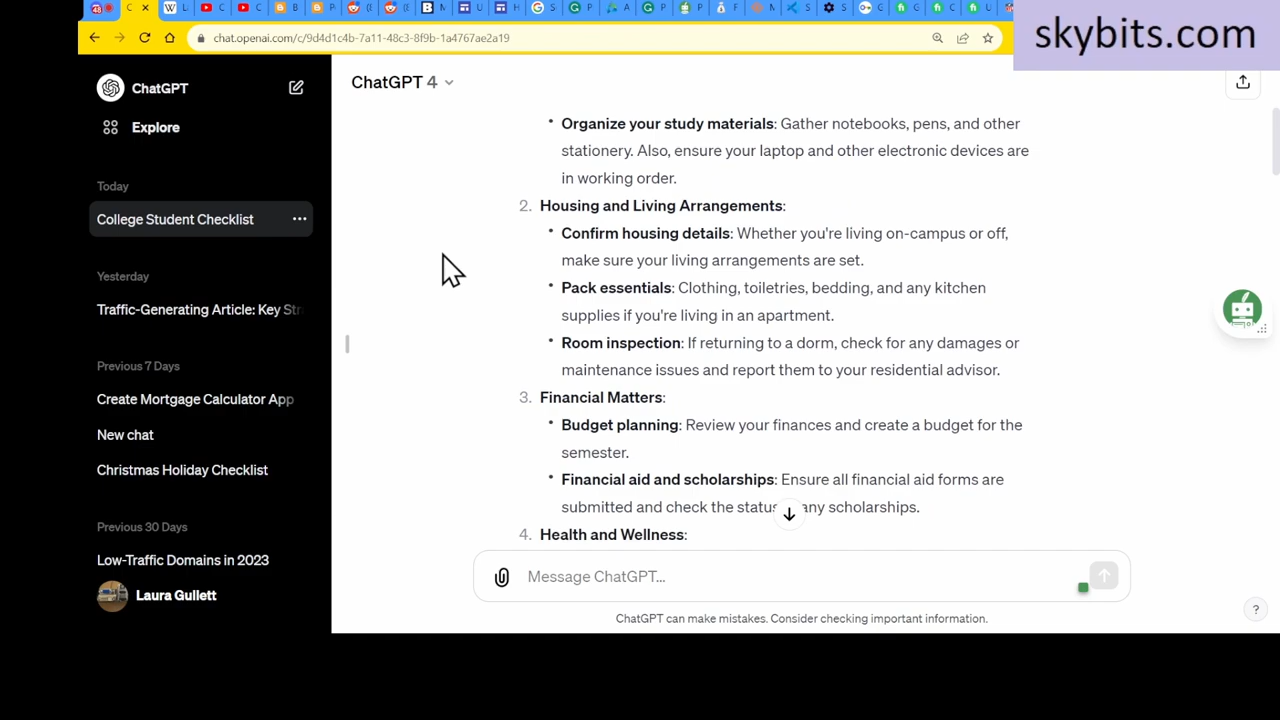 48
C
W
C
C
B
P
(
(
B
M
U
H
S
P
A
P
P
F
M
S
S
C
G
C
U
chat.openai.com/c/9d4d1c4b-7a11-48c3-8f9b-1a4767ae2a19
skybits.com
ChatGPT
Explore
Today
College Student Checklist
Yesterday
Traffic-Generating Article: Key Str
Previous 7 Days
Create Mortgage Calculator App
New chat
Christmas Holiday Checklist
Previous 30 Days
Low-Traffic Domains in 2023
Laura Gullett
ChatGPT 4
• Organize your study materials: Gather notebooks, pens, and other
stationery. Also, ensure your laptop and other electronic devices are
in working order.
2. Housing and Living Arrangements:
• Confirm housing details: Whether you're living on-campus or off,
make sure your living arrangements are set.
• Pack essentials: Clothing, toiletries, bedding, and any kitchen
supplies if you're living in an apartment.
• Room inspection: If returning to a dorm, check for any damages or
maintenance issues and report them to your residential advisor.
3. Financial Matters:
• Budget planning: Review your finances and create a budget for the
semester.
• Financial aid and scholarships: Ensure all financial aid forms are
submitted and check the status any scholarships.
4. Health and Wellness:
Message ChatGPT...
ChatGPT can make mistakes. Consider checking important information.
?